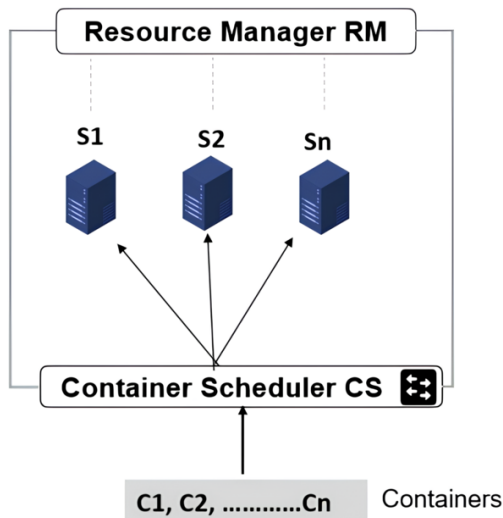 Resource Manager RM
S1 S2 Sn
Container Scheduler CS
C1, C2, …………Cn Containers